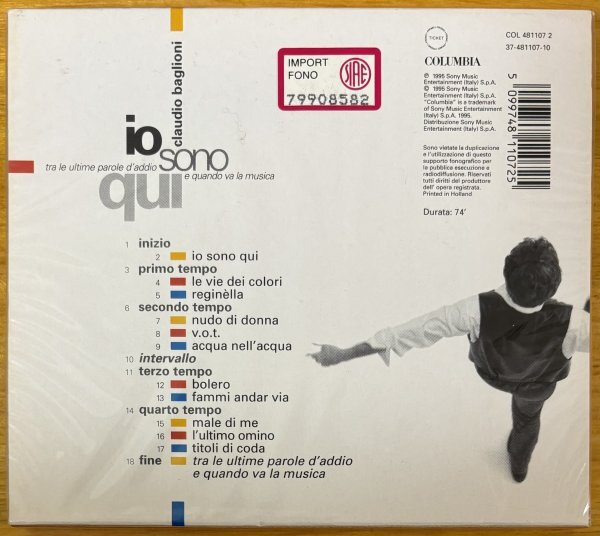 IMPORT
FONO
SIAE
79908582
TICKET
COL 481107 2
37-481107-10
COLUMBIA
℗ 1995 Sony Music
Entertainment (Italy) S.p.A.
© 1995 Sony Music
Entertainment (Italy) S.p.A.
"Columbia" is a trademark
of Sony Music Entertainment
(Italy) S.p.A. 1995.
Distribuzione Sony Music
Entertainment (Italy) S.p.A.
Sono vietate la duplicazione
e l'utilizzazione di questo
supporto fonografico per
la pubblica esecuzione e
radiodiffusione. Riservati
tutti diritti del produttore
dell' opera registrata.
Printed in Holland
Durata: 74'
5 099748 110725
claudio baglioni
io
sono
tra le ultime parole d'addio
e quando va la musica
qui
1 inizio
2 io sono qui
3 primo tempo
4 le vie dei colori
5 reginèlla
6 secondo tempo
7 nudo di donna
8 v.o.t.
9 acqua nell'acqua
10 intervallo
11 terzo tempo
12 bolero
13 fammi andar via
14 quarto tempo
15 male di me
16 l'ultimo omino
17 titoli di coda
18 fine tra le ultime parole d'addio
e quando va la musica